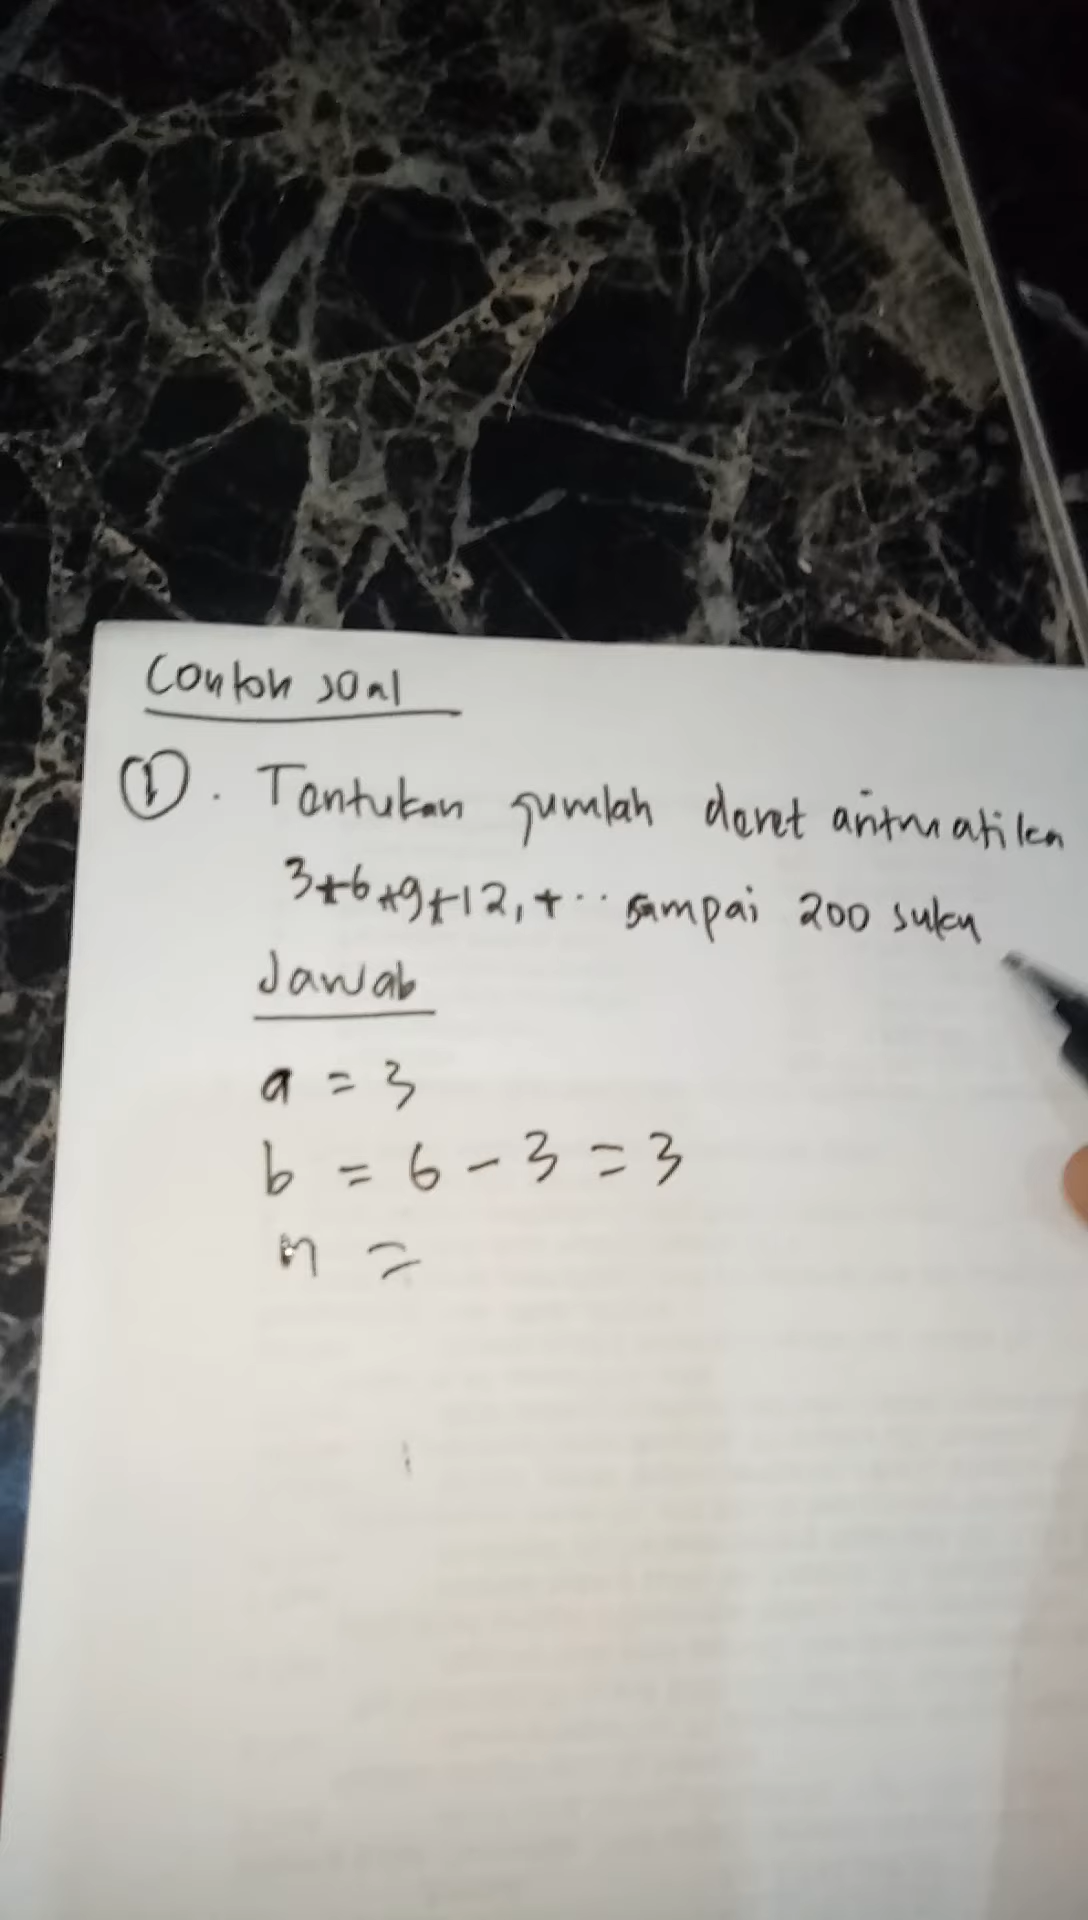 Contoh soal
①. Tentukan jumlah deret aritmatika
3+6+9+12,+... sampai 200 suku
Jawab
a = 3
b = 6 - 3 = 3
n =